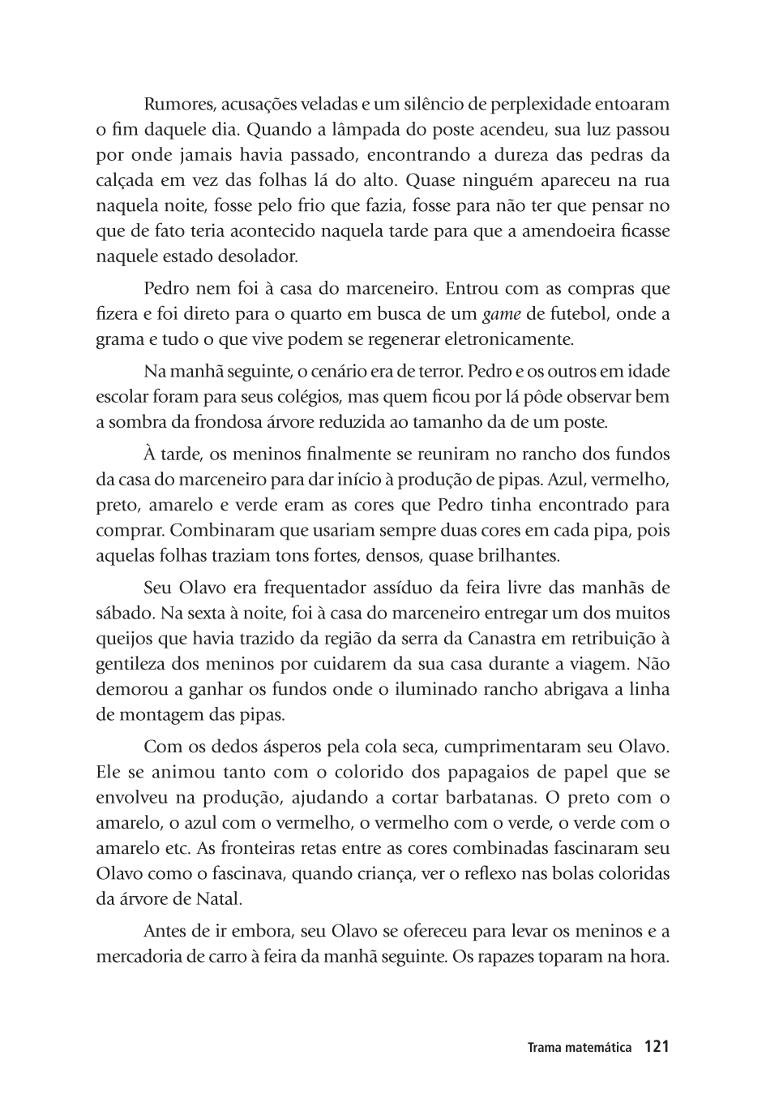 Rumores, acusações veladas e um silêncio de perplexidade entoaram
o fim daquele dia. Quando a lâmpada do poste acendeu, sua luz passou
por onde jamais havia passado, encontrando a dureza das pedras da
calçada em vez das folhas lá do alto. Quase ninguém apareceu na rua
naquela noite, fosse pelo frio que fazia, fosse para não ter que pensar no
que de fato teria acontecido naquela tarde para que a amendoeira ficasse
naquele estado desolador.
Pedro nem foi à casa do marceneiro. Entrou com as compras que
fizera e foi direto para o quarto em busca de um game de futebol, onde a
grama e tudo o que vive podem se regenerar eletronicamente.
Na manhã seguinte, o cenário era de terror. Pedro e os outros em idade
escolar foram para seus colégios, mas quem ficou por lá pôde observar bem
a sombra da frondosa árvore reduzida ao tamanho da de um poste.
À tarde, os meninos finalmente se reuniram no rancho dos fundos
da casa do marceneiro para dar início à produção de pipas. Azul, vermelho,
preto, amarelo e verde eram as cores que Pedro tinha encontrado para
comprar. Combinaram que usariam sempre duas cores em cada pipa, pois
aquelas folhas traziam tons fortes, densos, quase brilhantes.
Seu Olavo era frequentador assíduo da feira livre das manhãs de
sábado. Na sexta à noite, foi à casa do marceneiro entregar um dos muitos
queijos que havia trazido da região da serra da Canastra em retribuição à
gentileza dos meninos por cuidarem da sua casa durante a viagem. Não
demorou a ganhar os fundos onde o iluminado rancho abrigava a linha
de montagem das pipas.
Com os dedos ásperos pela cola seca, cumprimentaram seu Olavo.
Ele se animou tanto com o colorido dos papagaios de papel que se
envolveu na produção, ajudando a cortar barbatanas. O preto com o
amarelo, o azul com o vermelho, o vermelho com o verde, o verde com o
amarelo etc. As fronteiras retas entre as cores combinadas fascinaram seu
Olavo como o fascinava, quando criança, ver o reflexo nas bolas coloridas
da árvore de Natal.
Antes de ir embora, seu Olavo se ofereceu para levar os meninos e a
mercadoria de carro à feira da manhã seguinte. Os rapazes toparam na hora.
Trama matemática 121